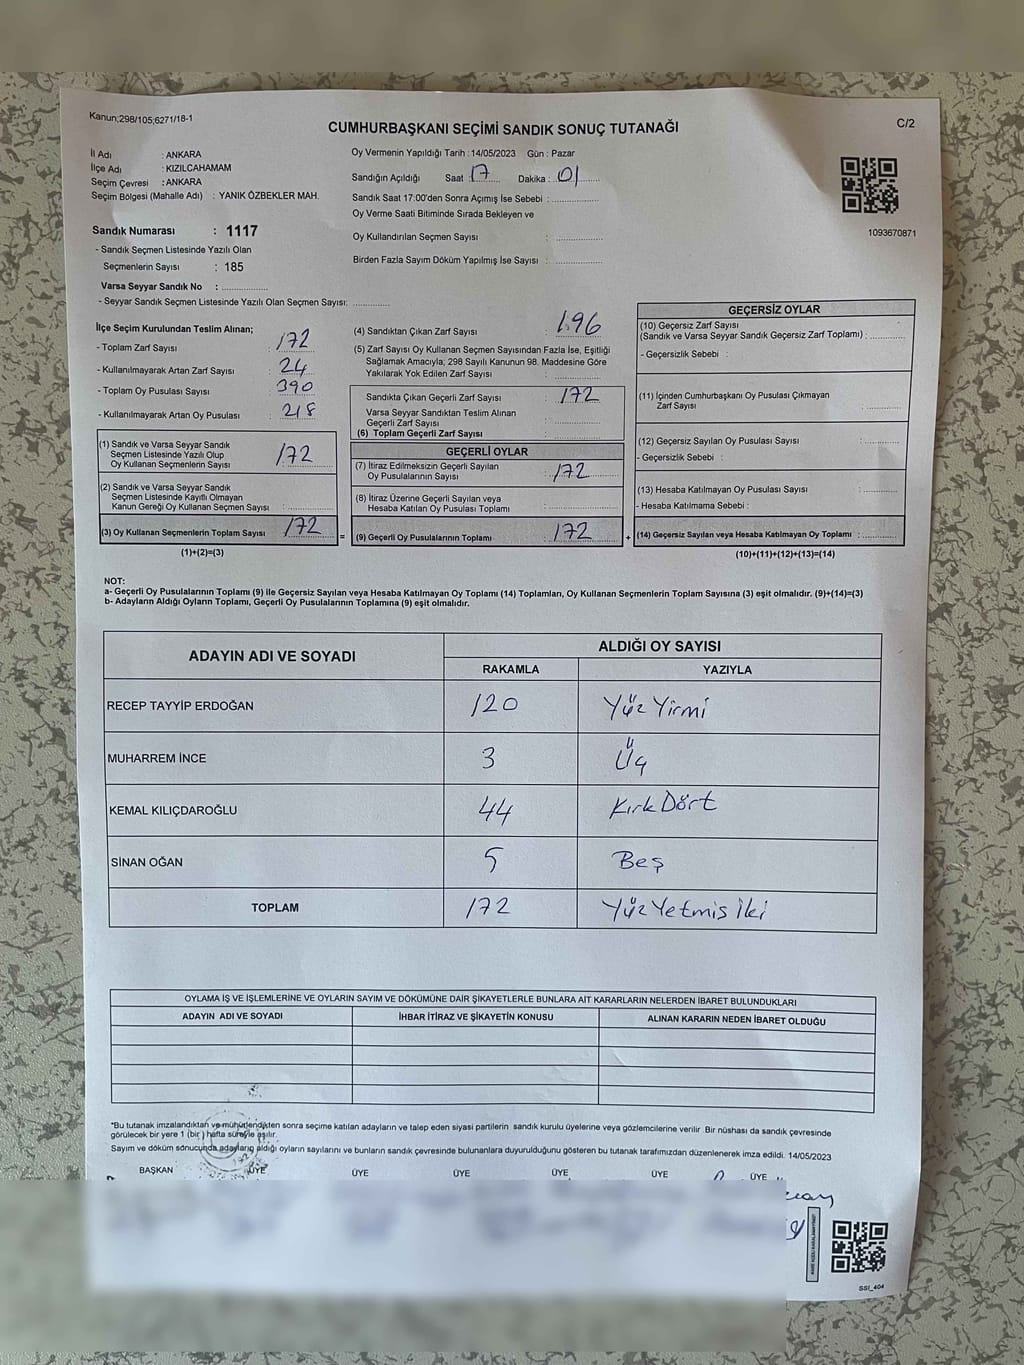 Kanun;298/105;6271/18-1
C/2
CUMHURBAŞKANI SEÇİMİ SANDIK SONUÇ TUTANAĞI
İl Adı : ANKARA
İlçe Adı : KIZILCAHAMAM
Seçim Çevresi : ANKARA
Seçim Bölgesi (Mahalle Adı) : YANIK ÖZBEKLER MAH.
Sandık Numarası : 1117
- Sandık Seçmen Listesinde Yazılı Olan
Seçmenlerin Sayısı : 185
Varsa Seyyar Sandık No : ................
- Seyyar Sandık Seçmen Listesinde Yazılı Olan Seçmen Sayısı: ............
Oy Vermenin Yapıldığı Tarih : 14/05/2023 Gün : Pazar
Sandığın Açıldığı Saat : 17 Dakika : 01
Sandık Saat 17:00'den Sonra Açımış İse Sebebi : ................
Oy Verme Saati Bitiminde Sırada Bekleyen ve
Oy Kullandırılan Seçmen Sayısı : ................
Birden Fazla Sayım Döküm Yapılmış İse Sayısı : ................
1093670871
İlçe Seçim Kurulundan Teslim Alınan;
- Toplam Zarf Sayısı : 172
- Kullanılmayarak Artan Zarf Sayısı : 24
- Toplam Oy Pusulası Sayısı : 390
- Kullanılmayarak Artan Oy Pusulası : 218
(1) Sandık ve Varsa Seyyar Sandık
Seçmen Listesinde Yazılı Olup
Oy Kullanan Seçmenlerin Sayısı : 172
(2) Sandık ve Varsa Seyyar Sandık
Seçmen Listesinde Kayıtlı Olmayan
Kanun Gereği Oy Kullanan Seçmen Sayısı : ............
(3) Oy Kullanan Seçmenlerin Toplam Sayısı : 172
(1)+(2)=(3)
(4) Sandıktan Çıkan Zarf Sayısı : 196
(5) Zarf Sayısı Oy Kullanan Seçmen Sayısından Fazla İse, Eşitliği
Sağlamak Amacıyla; 298 Sayılı Kanunun 98. Maddesine Göre
Yakılarak Yok Edilen Zarf Sayısı : ............
Sandıkta Çıkan Geçerli Zarf Sayısı : 172
Varsa Seyyar Sandıktan Teslim Alınan
Geçerli Zarf Sayısı : ............
(6) Toplam Geçerli Zarf Sayısı : ............
GEÇERLİ OYLAR
(7) İtiraz Edilmeksizin Geçerli Sayılan
Oy Pusulalarının Sayısı : 172
(8) İtiraz Üzerine Geçerli Sayılan veya
Hesaba Katılan Oy Pusulası Toplamı : ............
= (9) Geçerli Oy Pusulalarının Toplamı : 172 +
GEÇERSİZ OYLAR
(10) Geçersiz Zarf Sayısı
(Sandık ve Varsa Seyyar Sandık Geçersiz Zarf Toplamı) : ............
- Geçersizlik Sebebi :
(11) İçinden Cumhurbaşkanı Oy Pusulası Çıkmayan
Zarf Sayısı : ............
(12) Geçersiz Sayılan Oy Pusulası Sayısı : ............
- Geçersizlik Sebebi :
(13) Hesaba Katılmayan Oy Pusulası Sayısı : ............
- Hesaba Katılmama Sebebi :
(14) Geçersiz Sayılan veya Hesaba Katılmayan Oy Toplamı : ............
(10)+(11)+(12)+(13)=(14)
NOT:
a- Geçerli Oy Pusulalarının Toplamı (9) ile Geçersiz Sayılan veya Hesaba Katılmayan Oy Toplamı (14) Toplamları, Oy Kullanan Seçmenlerin Toplam Sayısına (3) eşit olmalıdır. (9)+(14)=(3)
b- Adayların Aldığı Oyların Toplamı, Geçerli Oy Pusulalarının Toplamına (9) eşit olmalıdır.
ADAYIN ADI VE SOYADI
ALDIĞI OY SAYISI
RAKAMLA YAZIYLA
RECEP TAYYİP ERDOĞAN 120 Yüz Yirmi
MUHARREM İNCE 3 Üç
KEMAL KILIÇDAROĞLU 44 Kırk Dört
SİNAN OĞAN 5 Beş
TOPLAM 172 Yüz Yetmis İki
OYLAMA İŞ VE İŞLEMLERİNE VE OYLARIN SAYIM VE DÖKÜMÜNE DAİR ŞİKAYETLERLE BUNLARA AİT KARARLARIN NELERDEN İBARET BULUNDUKLARI
ADAYIN ADI VE SOYADI İHBAR İTİRAZ VE ŞİKAYETİN KONUSU ALINAN KARARIN NEDEN İBARET OLDUĞU
*Bu tutanak imzalandıktan ve mühürlendikten sonra seçime katılan adayların ve talep eden siyasi partilerin sandık kurulu üyelerine veya gözlemcilerine verilir .Bir nüshası da sandık çevresinde
görülecek bir yere 1 (bir ) hafta süreyle asılır.
Sayım ve döküm sonucunda adayların aldığı oyların sayılarını ve bunların sandık çevresinde bulunanlara duyurulduğunu gösteren bu tutanak tarafımızdan düzenlenerek imza edildi. 14/05/2023
BAŞKAN ÜYE ÜYE ÜYE ÜYE ÜYE ÜYE
SSI_404